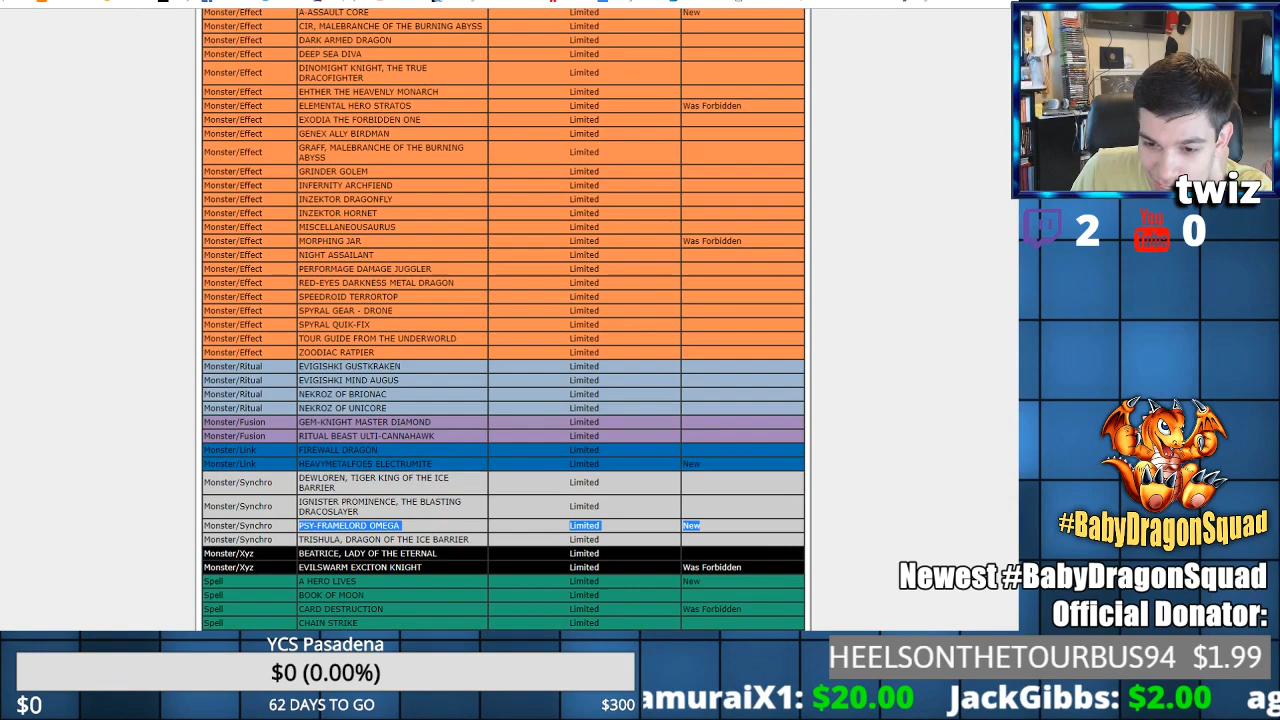 Monster/Effect A-ASSAULT CORE Limited New
Monster/Effect CIR, MALEBRANCHE OF THE BURNING ABYSS Limited
Monster/Effect DARK ARMED DRAGON Limited
Monster/Effect DEEP SEA DIVA Limited
Monster/Effect DINOMIGHT KNIGHT, THE TRUE
DRACOFIGHTER Limited
Monster/Effect EHTHER THE HEAVENLY MONARCH Limited
Monster/Effect ELEMENTAL HERO STRATOS Limited Was Forbidden
Monster/Effect EXODIA THE FORBIDDEN ONE Limited
Monster/Effect GENEX ALLY BIRDMAN Limited
Monster/Effect GRAFF, MALEBRANCHE OF THE BURNING
ABYSS Limited
Monster/Effect GRINDER GOLEM Limited
Monster/Effect INFERNITY ARCHFIEND Limited
Monster/Effect INZEKTOR DRAGONFLY Limited
Monster/Effect INZEKTOR HORNET Limited
Monster/Effect MISCELLANEOUSAURUS Limited
Monster/Effect MORPHING JAR Limited Was Forbidden
Monster/Effect NIGHT ASSAILANT Limited
Monster/Effect PERFORMAGE DAMAGE JUGGLER Limited
Monster/Effect RED-EYES DARKNESS METAL DRAGON Limited
Monster/Effect SPEEDROID TERRORTOP Limited
Monster/Effect SPYRAL GEAR - DRONE Limited
Monster/Effect SPYRAL QUIK-FIX Limited
Monster/Effect TOUR GUIDE FROM THE UNDERWORLD Limited
Monster/Effect ZOODIAC RATPIER Limited
Monster/Ritual EVIGISHKI GUSTKRAKEN Limited
Monster/Ritual EVIGISHKI MIND AUGUS Limited
Monster/Ritual NEKROZ OF BRIONAC Limited
Monster/Ritual NEKROZ OF UNICORE Limited
Monster/Fusion GEM-KNIGHT MASTER DIAMOND Limited
Monster/Fusion RITUAL BEAST ULTI-CANNAHAWK Limited
Monster/Link FIREWALL DRAGON Limited
Monster/Link HEAVYMETALFOES ELECTRUMITE Limited New
Monster/Synchro DEWLOREN, TIGER KING OF THE ICE
BARRIER Limited
Monster/Synchro IGNISTER PROMINENCE, THE BLASTING
DRACOSLAYER Limited
Monster/Synchro PSY-FRAMELORD OMEGA Limited New
Monster/Synchro TRISHULA, DRAGON OF THE ICE BARRIER Limited
Monster/Xyz BEATRICE, LADY OF THE ETERNAL Limited
Monster/Xyz EVILSWARM EXCITON KNIGHT Limited Was Forbidden
Spell A HERO LIVES Limited New
Spell BOOK OF MOON Limited
Spell CARD DESTRUCTION Limited Was Forbidden
Spell CHAIN STRIKE Limited
twiz
2 You Tube 0
#BabyDragonSquad
Newest #BabyDragonSquad
Official Donator:
HEELSONTHETOURBUS94 $1.99
YCS Pasadena
$0 (0.00%)
$0 62 DAYS TO GO $300
amuraiX1: $20.00 JackGibbs: $2.00 ag